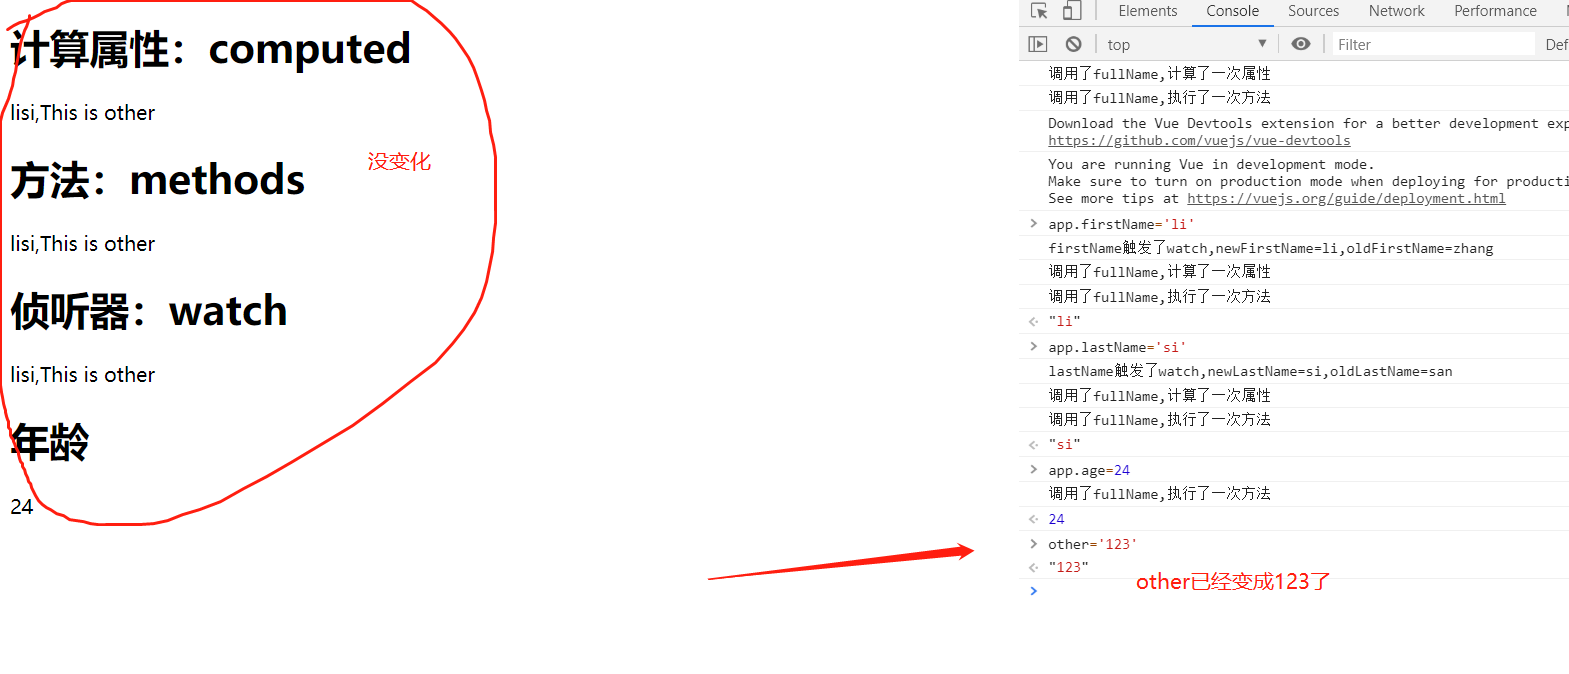 计算属性：computed
lisi,This is other
方法：methods
没变化
lisi,This is other
侦听器：watch
lisi,This is other
年龄
24
Elements Console Sources Network Performance
top Filter Def
调用了fullName,计算了一次属性
调用了fullName,执行了一次方法
Download the Vue Devtools extension for a better development exp
https://github.com/vuejs/vue-devtools
You are running Vue in development mode.
Make sure to turn on production mode when deploying for producti
See more tips at https://vuejs.org/guide/deployment.html
app.firstName='li'
firstName触发了watch,newFirstName=li,oldFirstName=zhang
调用了fullName,计算了一次属性
调用了fullName,执行了一次方法
"li"
app.lastName='si'
lastName触发了watch,newLastName=si,oldLastName=san
调用了fullName,计算了一次属性
调用了fullName,执行了一次方法
"si"
app.age=24
调用了fullName,执行了一次方法
24
other='123'
"123"
other已经变成123了